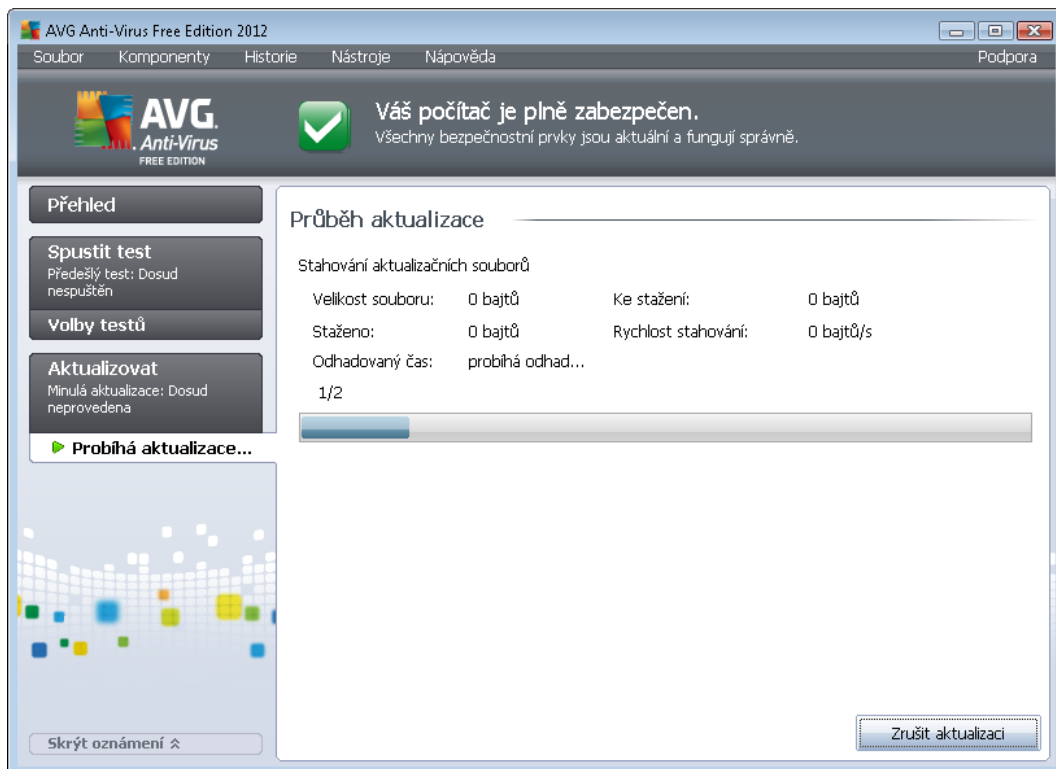 AVG Anti-Virus Free Edition 2012
Soubor Komponenty Historie Nástroje Nápověda Podpora
AVG.
Anti-Virus
FREE EDITION
Váš počítač je plně zabezpečen.
Všechny bezpečnostní prvky jsou aktuální a fungují správně.
Přehled
Spustit test
Předešlý test: Dosud
nespuštěn
Volby testů
Aktualizovat
Minulá aktualizace: Dosud
neprovedena
Probíhá aktualizace...
Skrýt oznámení
Průběh aktualizace
Stahování aktualizačních souborů
Velikost souboru: 0 bajtů Ke stažení: 0 bajtů
Staženo: 0 bajtů Rychlost stahování: 0 bajtů/s
Odhadovaný čas: probíhá odhad...
1/2
Zrušit aktualizaci